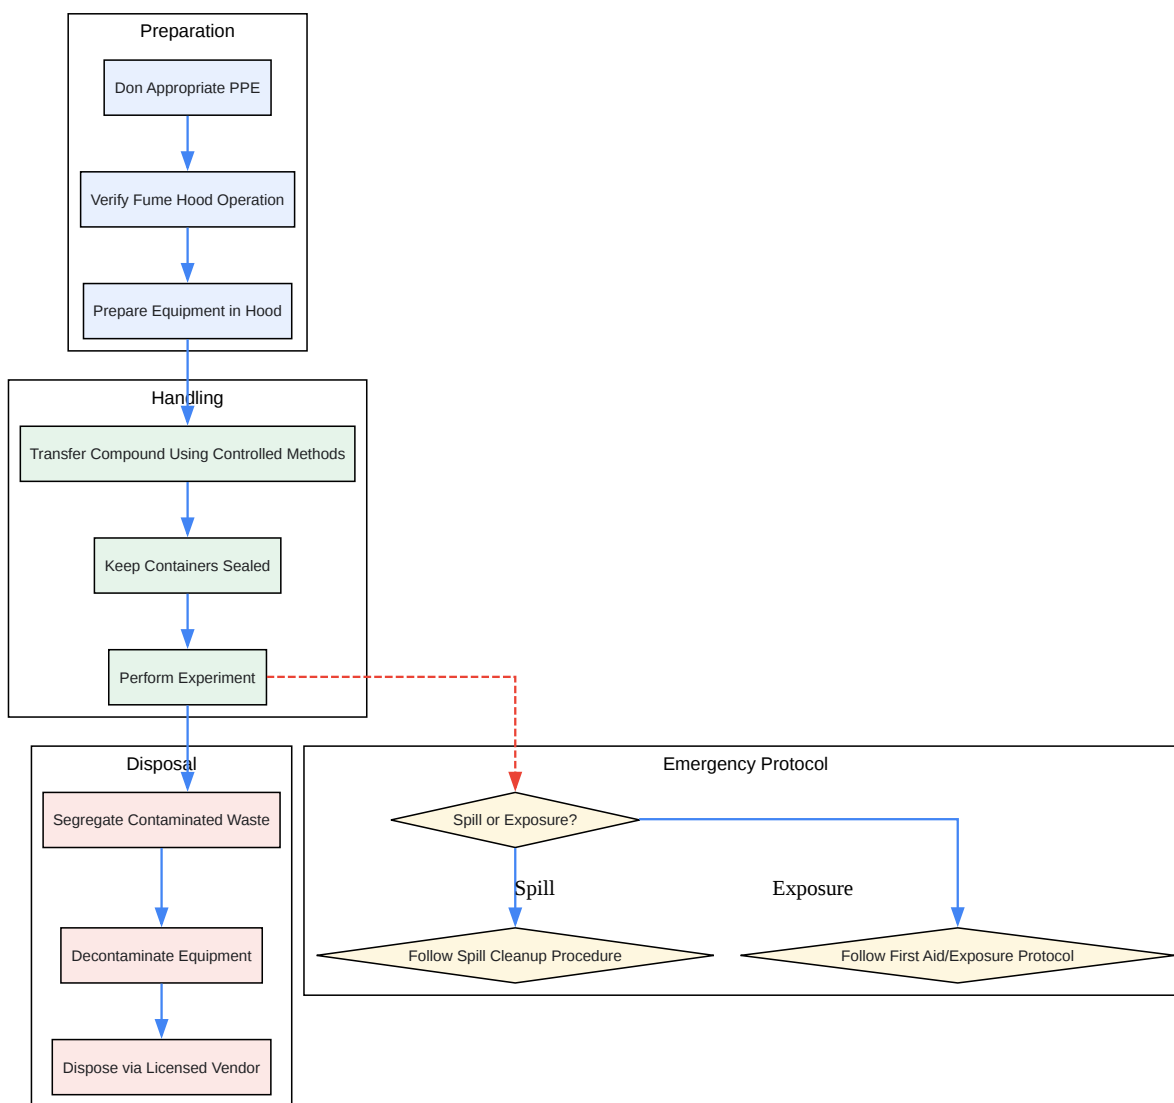 Preparation
Don Appropriate PPE
Verify Fume Hood Operation
Prepare Equipment in Hood
Handling
Transfer Compound Using Controlled Methods
Keep Containers Sealed
Perform Experiment
Disposal
Segregate Contaminated Waste
Decontaminate Equipment
Dispose via Licensed Vendor
Emergency Protocol
Spill or Exposure?
Spill
Exposure
Follow Spill Cleanup Procedure
Follow First Aid/Exposure Protocol